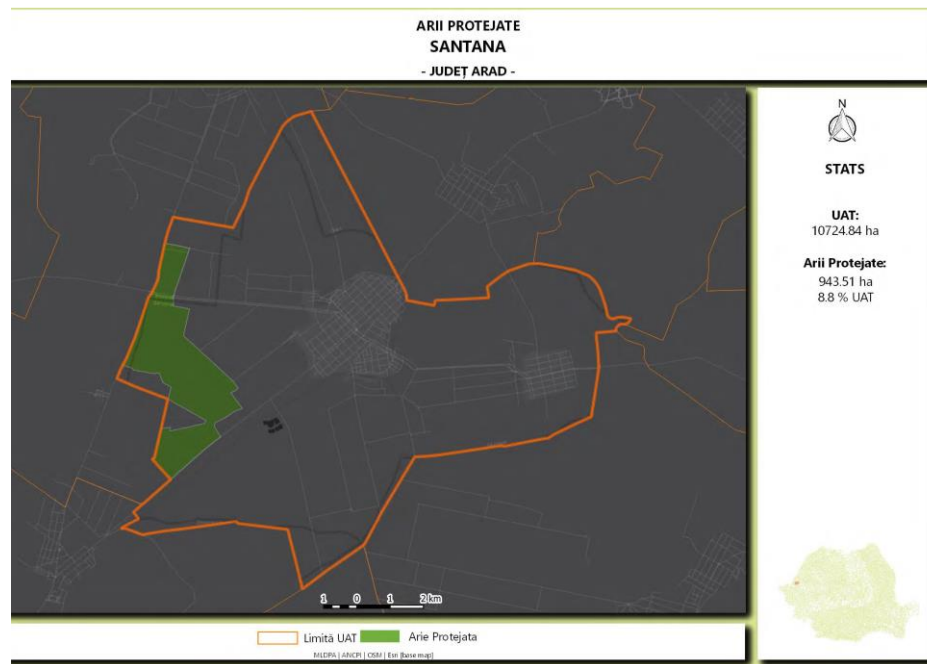 ARII PROTEJATE
SANTANA
- JUDEȚ ARAD -
N
STATS
UAT:
10724.84 ha
Arii Protejate:
943.51 ha
8.8 % UAT
1 0 1 2 km
Limită UAT
Arie Protejata
MLDPA | ANCPI | OSM | Esri [base map]